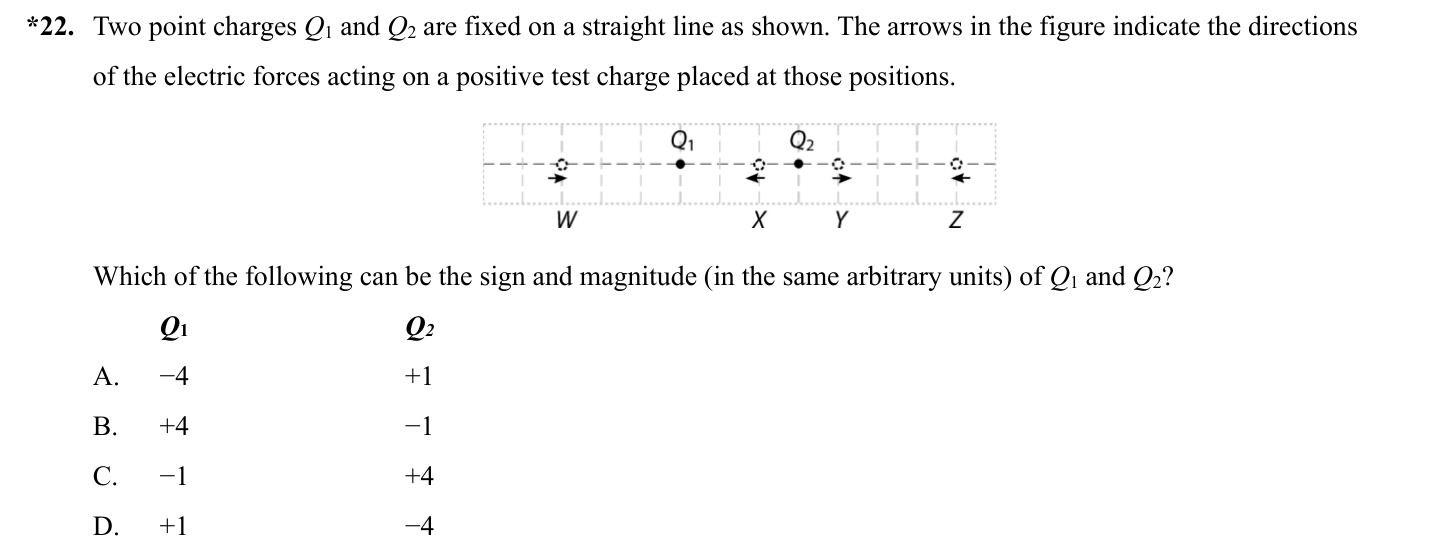 *22. Two point charges Q₁ and Q₂ are fixed on a straight line as shown. The arrows in the figure indicate the directions
of the electric forces acting on a positive test charge placed at those positions.
Q₁ Q₂
W X Y Z
Which of the following can be the sign and magnitude (in the same arbitrary units) of Q₁ and Q₂?
Q₁ Q₂
A. −4 +1
B. +4 −1
C. −1 +4
D. +1 −4